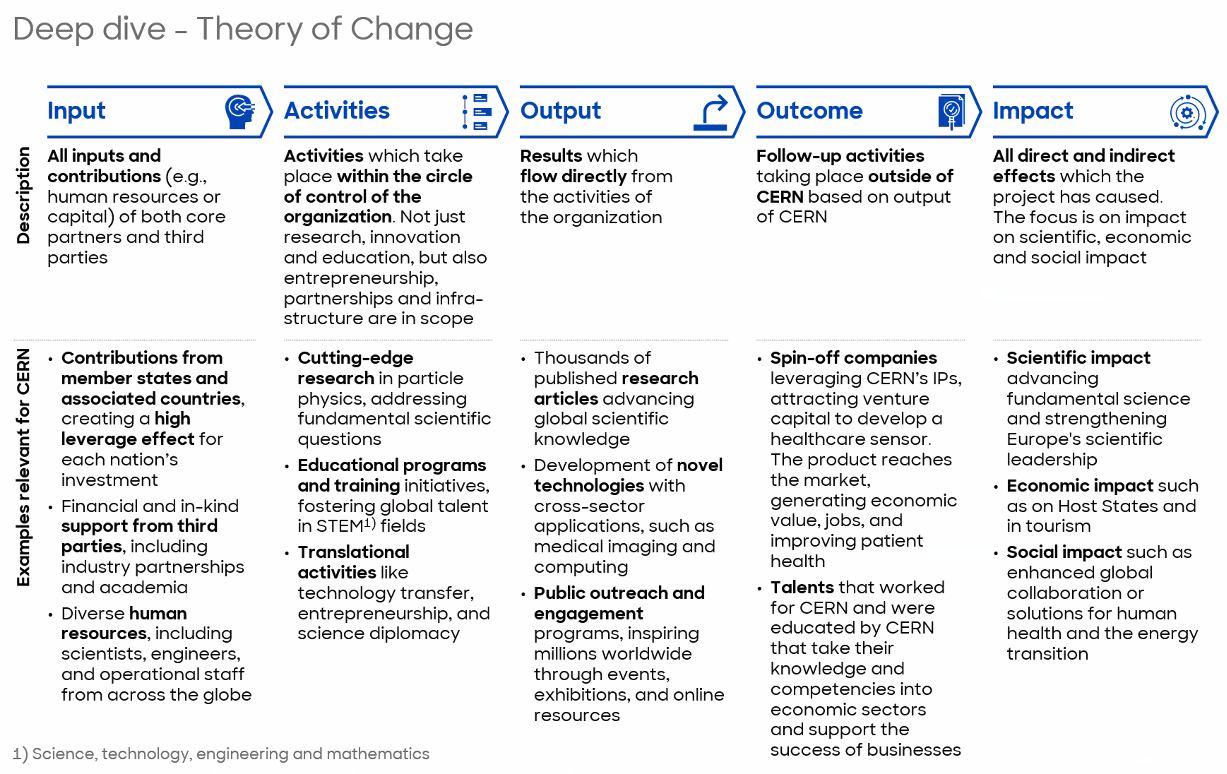 Deep dive – Theory of Change
Input
Activities
Output
Outcome
Impact
Description
All inputs and
contributions (e.g.,
human resources or
capital) of both core
partners and third
parties
Activities which take
place within the circle
of control of the
organization. Not just
research, innovation
and education, but also
entrepreneurship,
partnerships and infra-
structure are in scope
Results which
flow directly from
the activities of
the organization
Follow-up activities
taking place outside of
CERN based on output
of CERN
All direct and indirect
effects which the
project has caused.
The focus is on impact
on scientific, economic
and social impact
Examples relevant for CERN
• Contributions from
member states and
associated countries,
creating a high
leverage effect for
each nation’s
investment
• Financial and in-kind
support from third
parties, including
industry partnerships
and academia
• Diverse human
resources, including
scientists, engineers,
and operational staff
from across the globe
• Cutting-edge
research in particle
physics, addressing
fundamental scientific
questions
• Educational programs
and training initiatives,
fostering global talent
in STEM1) fields
• Translational
activities like
technology transfer,
entrepreneurship, and
science diplomacy
• Thousands of
published research
articles advancing
global scientific
knowledge
• Development of novel
technologies with
cross-sector
applications, such as
medical imaging and
computing
• Public outreach and
engagement
programs, inspiring
millions worldwide
through events,
exhibitions, and online
resources
• Spin-off companies
leveraging CERN’s IPs,
attracting venture
capital to develop a
healthcare sensor.
The product reaches
the market,
generating economic
value, jobs, and
improving patient
health
• Talents that worked
for CERN and were
educated by CERN
that take their
knowledge and
competencies into
economic sectors
and support the
success of businesses
• Scientific impact
advancing
fundamental science
and strengthening
Europe's scientific
leadership
• Economic impact such
as on Host States and
in tourism
• Social impact such as
enhanced global
collaboration or
solutions for human
health and the energy
transition
1) Science, technology, engineering and mathematics